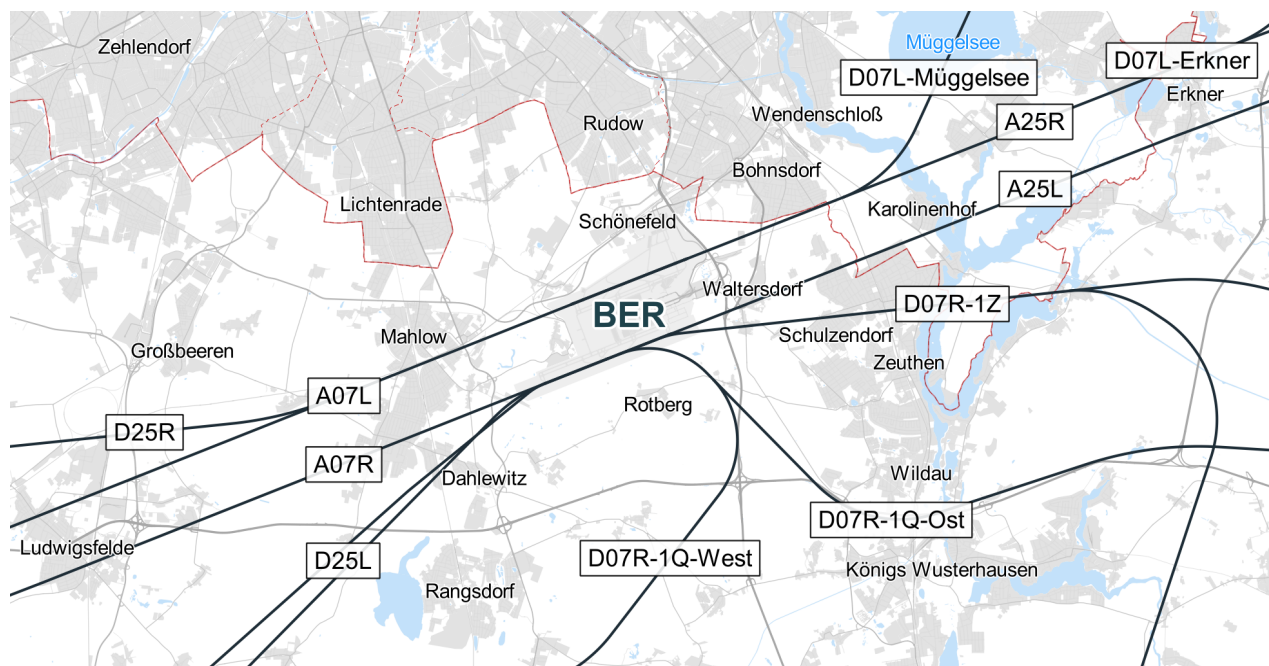 Zehlendorf
Müggelsee
D07L-Erkner
D07L-Müggelsee
Erkner
Wendenschloß
Rudow
A25R
Bohnsdorf
A25L
Lichtenrade
Karolinenhof
Schönefeld
Waltersdorf
D07R-1Z
BER
Mahlow
Schulzendorf
Großbeeren
Zeuthen
A07L
Rotberg
D25R
A07R
Dahlewitz
Wildau
D07R-1Q-Ost
Ludwigsfelde
D25L
D07R-1Q-West
Königs Wusterhausen
Rangsdorf